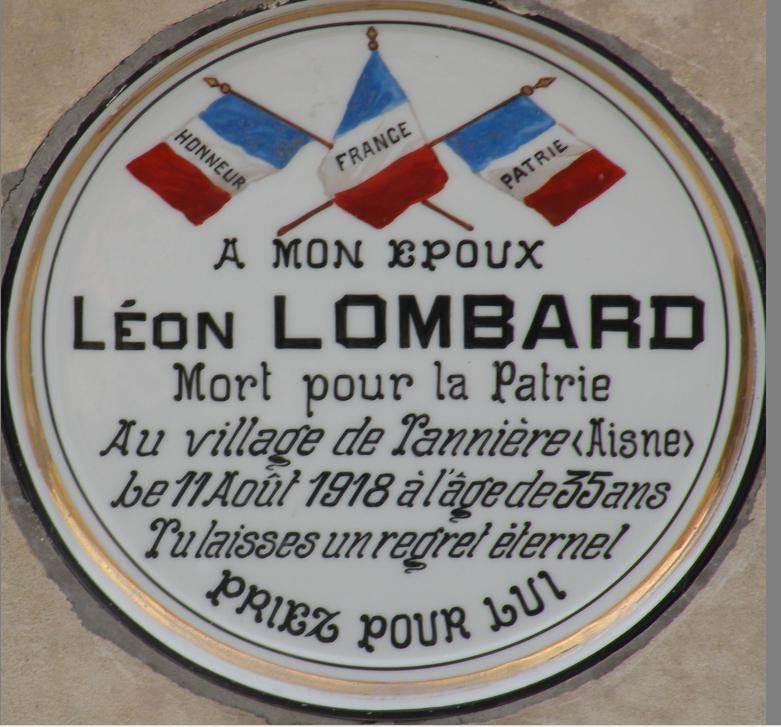 HONNEUR
FRANCE
PATRIE
A MON EPOUX
LÉON LOMBARD
Mort pour la Patrie
Au village de Tannière (Aisne)
Le 11 Août 1918 à l'âge de 35 ans
Tu laisses un regret éternel
PRIEZ POUR LUI